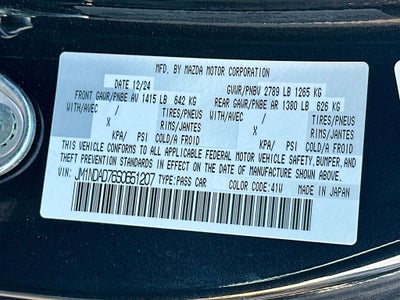 MFD. BY MAZDA MOTOR CORPORATION
DATE 12/24 GVWR/PNBV 2789 LB 1265 KG
FRONT GAWR/PNBE AV 1415 LB 642 KG REAR GAWR/PNBE AR 1380 LB 626 KG
WITH/AVEC / TIRES/PNEUS WITH/AVEC / TIRES/PNEUS
X RIMS/JANTES X RIMS/JANTES
KPA/ PSI COLD/A FROID KPA/ PSI COLD/A FROID
THIS VEHICLE CONFORMS TO ALL APPLICABLE FEDERAL MOTOR VEHICLE SAFETY, BUMPER, AND
THEFT PREVENTION STANDARDS IN EFFECT ON THE DATE OF MANUFACTURE SHOWN ABOVE.
VIN: JM1NDAD76S0651207 TYPE:PASS CAR COLOR CODE:41W MADE IN JAPAN